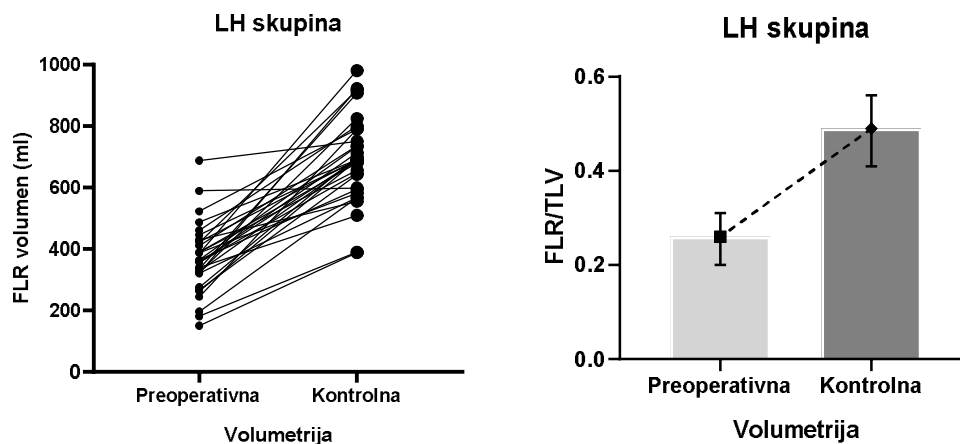 LH skupina
FLR volumen (ml)
1000
800
600
400
200
0
Preoperativna
Kontrolna
Volumetrija
LH skupina
FLR/TLV
0.6
0.4
0.2
0.0
Preoperativna
Kontrolna
Volumetrija